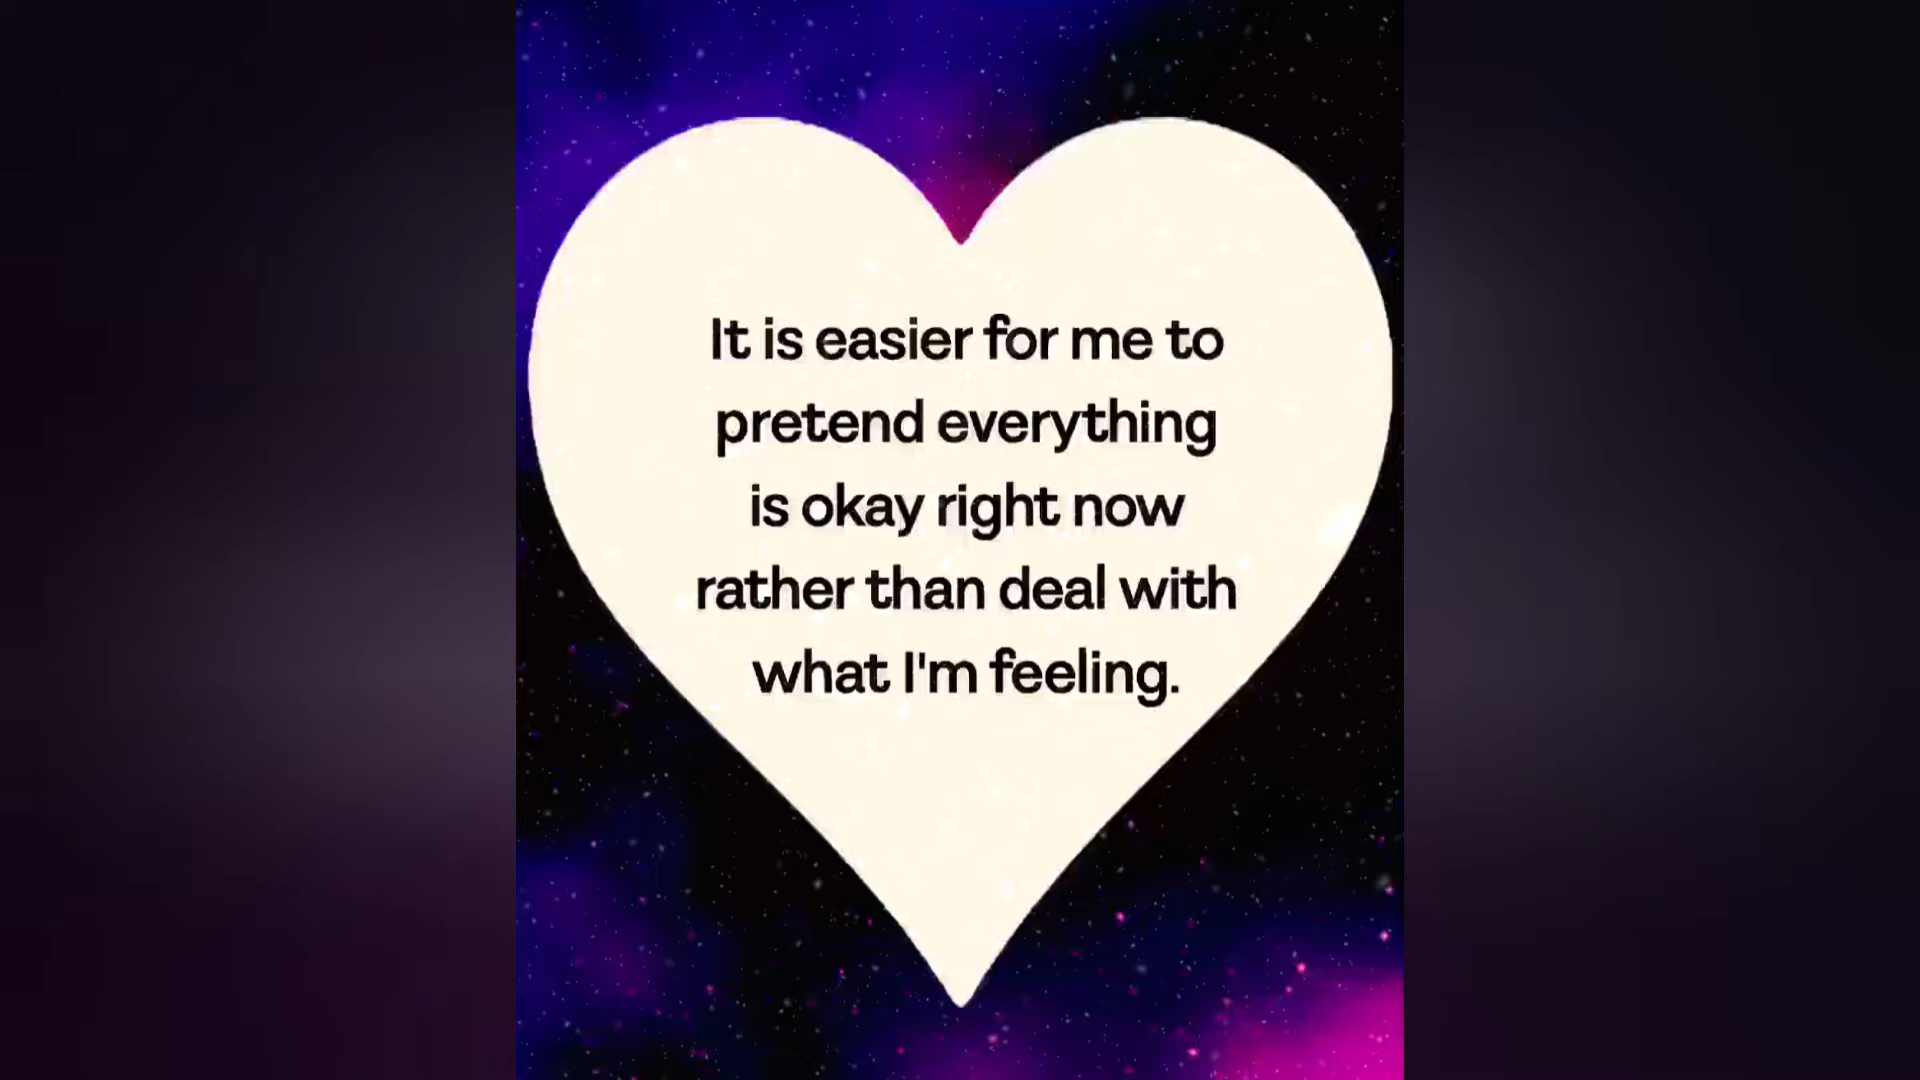 It is easier for me to
pretend everything
is okay right now
rather than deal with
what I'm feeling.